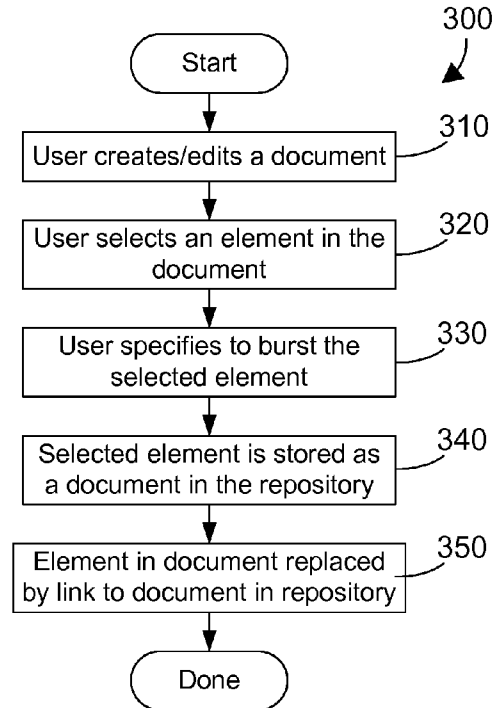 300
Start
310
User creates/edits a document
320
User selects an element in the
document
330
User specifies to burst the
selected element
340
Selected element is stored as
a document in the repository
350
Element in document replaced
by link to document in repository
Done